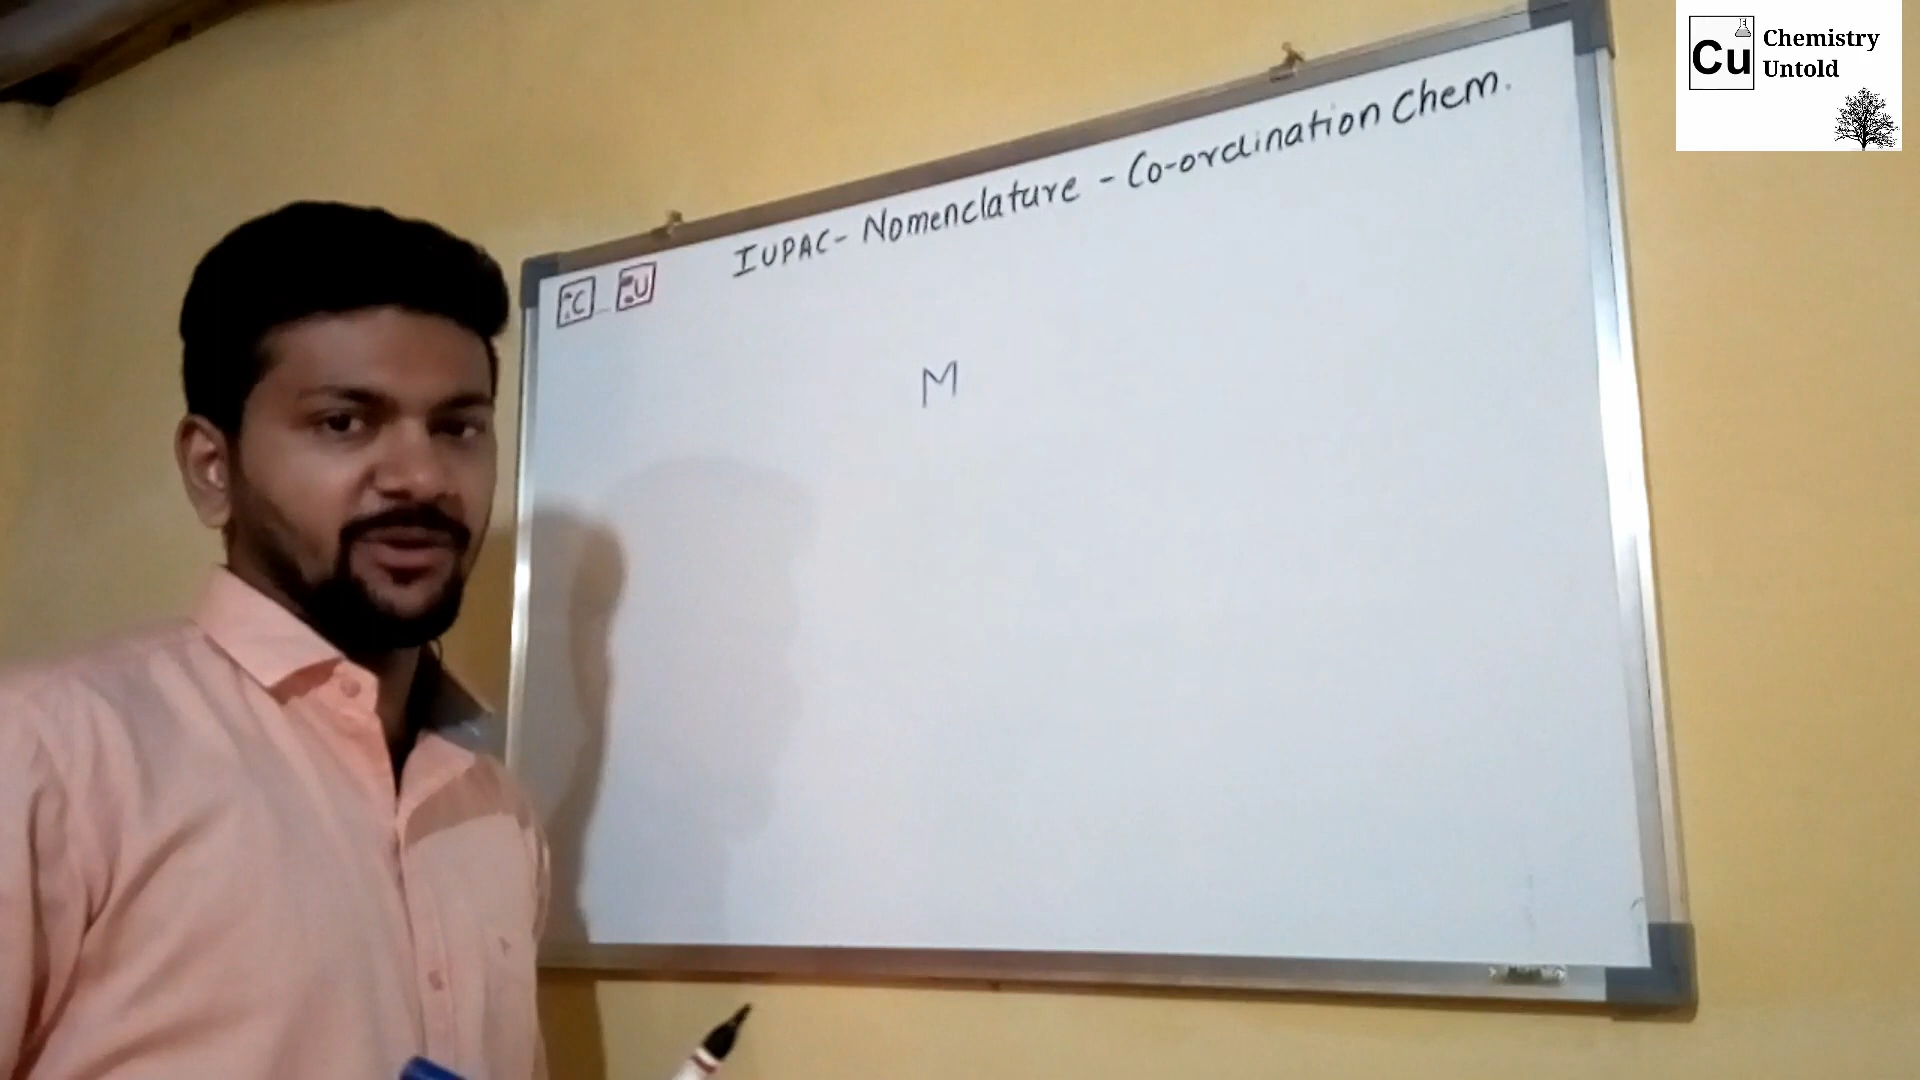 IUPAC - Nomenclature - Co-ordination Chem.
C - U
M
Cu
Chemistry
Untold